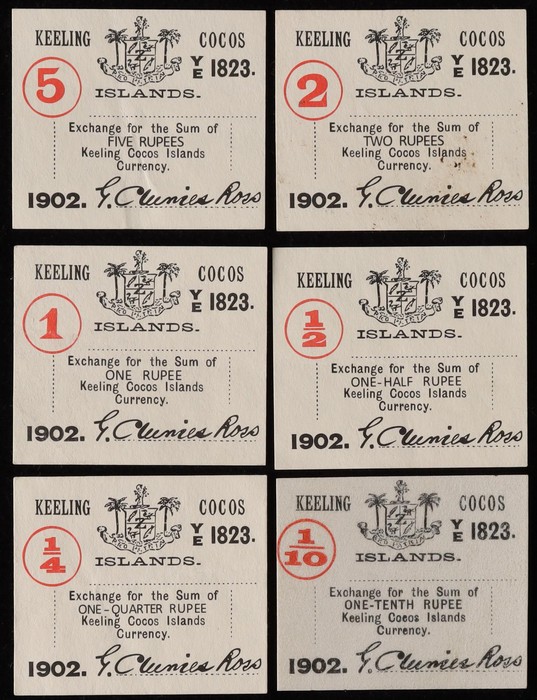 KEELING COCOS
YE 1823.
5
ISLANDS.
Exchange for the Sum of
FIVE RUPEES
Keeling Cocos Islands
Currency.
1902. G. Clunies Ross
KEELING COCOS
YE 1823.
2
ISLANDS.
Exchange for the Sum of
TWO RUPEES
Keeling Cocos Islands
Currency.
1902. G. Clunies Ross
KEELING COCOS
YE 1823.
1
ISLANDS.
Exchange for the Sum of
ONE RUPEE
Keeling Cocos Islands
Currency.
1902. G. Clunies Ross
KEELING COCOS
YE 1823.
1/2
ISLANDS.
Exchange for the Sum of
ONE-HALF RUPEE
Keeling Cocos Islands
Currency.
1902. G. Clunies Ross
KEELING COCOS
YE 1823.
1/4
ISLANDS.
Exchange for the Sum of
ONE-QUARTER RUPEE
Keeling Cocos Islands
Currency.
1902. G. Clunies Ross
KEELING COCOS
YE 1823.
1/10
ISLANDS.
Exchange for the Sum of
ONE-TENTH RUPEE
Keeling Cocos Islands
Currency.
1902. G. Clunies Ross